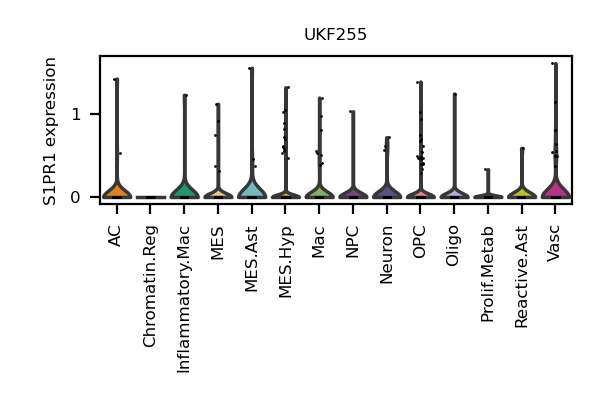 UKF255
S1PR1 expression
1
0
AC
Chromatin.Reg
Inflammatory.Mac
MES
MES.Ast
MES.Hyp
Mac
NPC
Neuron
OPC
Oligo
Prolif.Metab
Reactive.Ast
Vasc